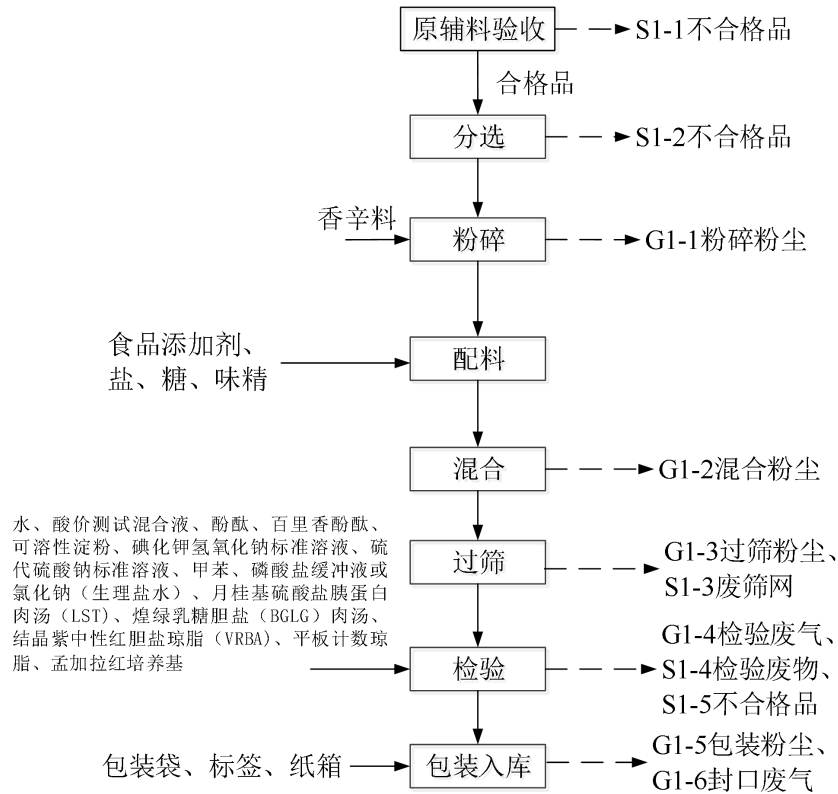 原辅料验收
S1-1不合格品
合格品
分选
S1-2不合格品
香辛料
粉碎
G1-1粉碎粉尘
食品添加剂、
盐、糖、味精
配料
混合
G1-2混合粉尘
水、酸价测试混合液、酚酞、百里香酚酞、
可溶性淀粉、碘化钾氢氧化钠标准溶液、硫
代硫酸钠标准溶液、甲苯、磷酸盐缓冲液或
氯化钠（生理盐水）、月桂基硫酸盐胰蛋白
肉汤（LST）、煌绿乳糖胆盐（BGLG）肉汤、
结晶紫中性红胆盐琼脂（VRBA）、平板计数琼
脂、孟加拉红培养基
过筛
G1-3过筛粉尘、
S1-3废筛网
检验
G1-4检验废气、
S1-4检验废物、
S1-5不合格品
包装袋、标签、纸箱
包装入库
G1-5包装粉尘、
G1-6封口废气